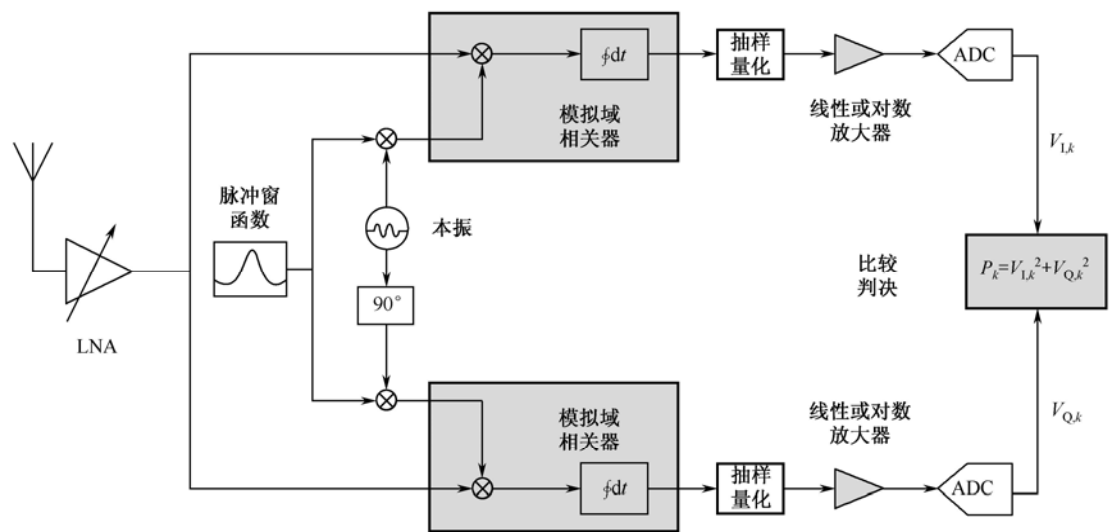 ∮dt
模拟域
相关器
抽样
量化
线性或对数
放大器
ADC
V_{I,k}
脉冲窗
函数
本振
90°
LNA
比较
判决
P_k=V_{I,k}^2+V_{Q,k}^2
模拟域
相关器
∮dt
抽样
量化
线性或对数
放大器
ADC
V_{Q,k}